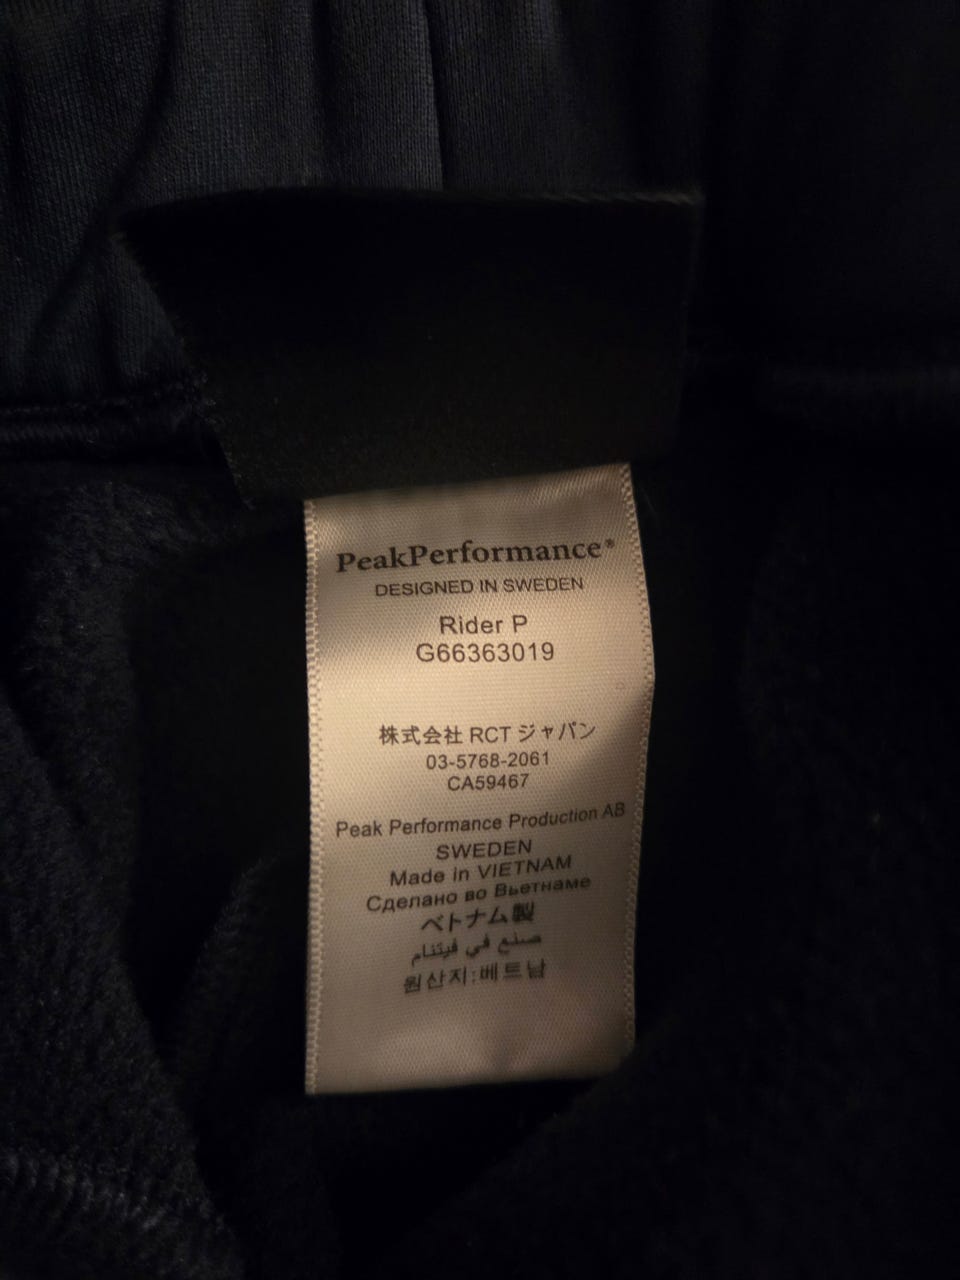 PeakPerformance®
DESIGNED IN SWEDEN
Rider P
G66363019
株式会社 RCT ジャパン
03-5768-2061
CA59467
Peak Performance Production AB
SWEDEN
Made in VIETNAM
Сделано во Вьетнаме
ベトナム製
صنع في فيتنام
원산지:베트남